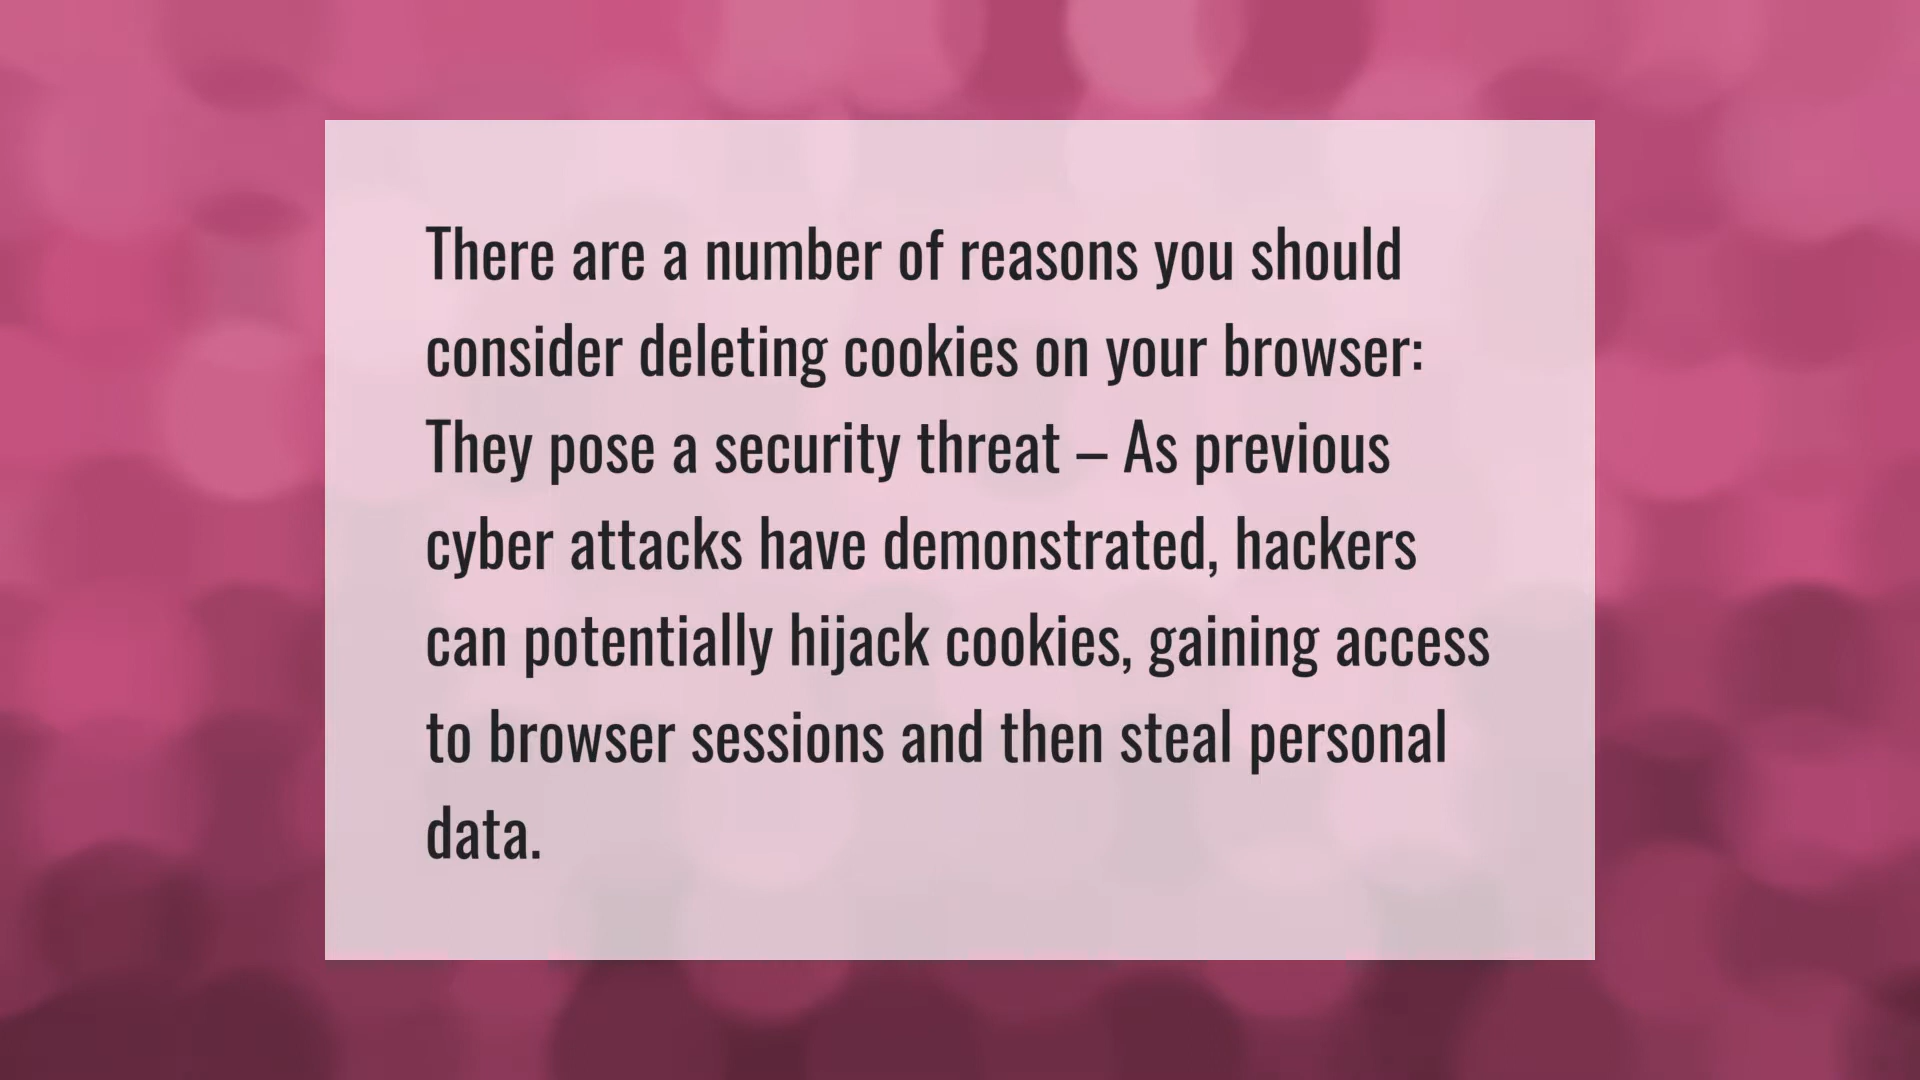 There are a number of reasons you should
consider deleting cookies on your browser:
They pose a security threat – As previous
cyber attacks have demonstrated, hackers
can potentially hijack cookies, gaining access
to browser sessions and then steal personal
data.